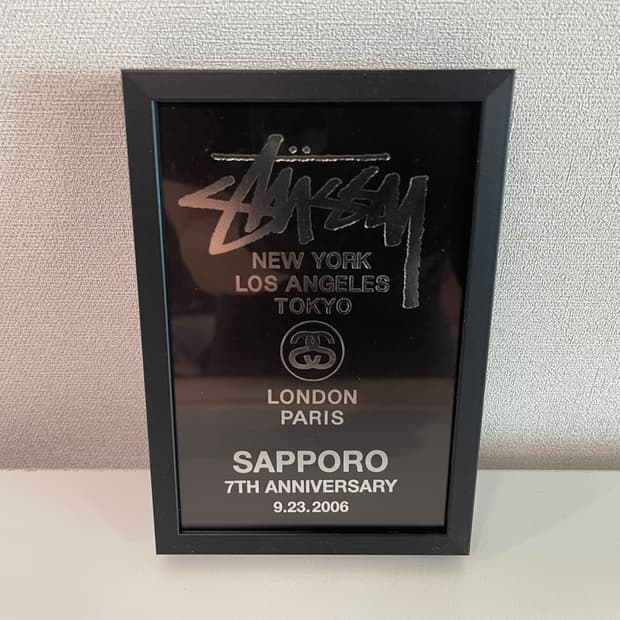 Stüssy
NEW YORK
LOS ANGELES
TOKYO
LONDON
PARIS
SAPPORO
7TH ANNIVERSARY
9.23.2006